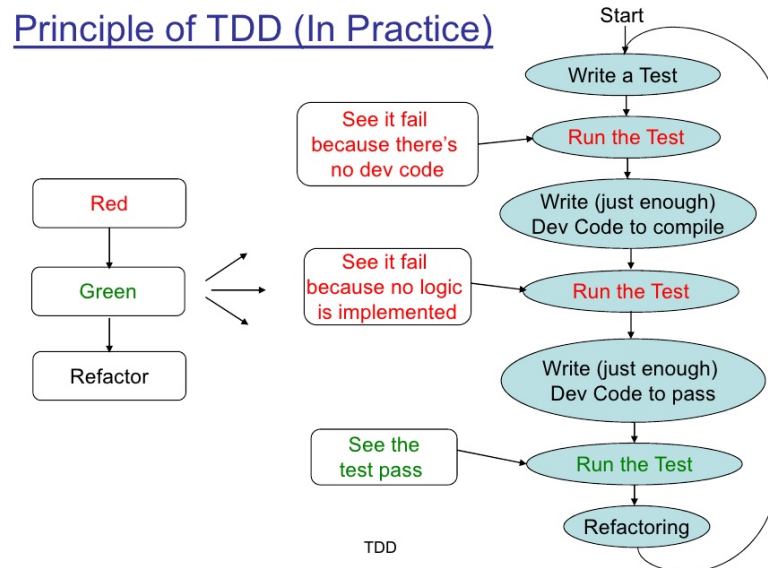 Principle of TDD (In Practice)
Start
Write a Test
See it fail
because there's
no dev code
Run the Test
Red
Write (just enough)
Dev Code to compile
Green
See it fail
because no logic
is implemented
Run the Test
Refactor
Write (just enough)
Dev Code to pass
See the
test pass
Run the Test
Refactoring
TDD